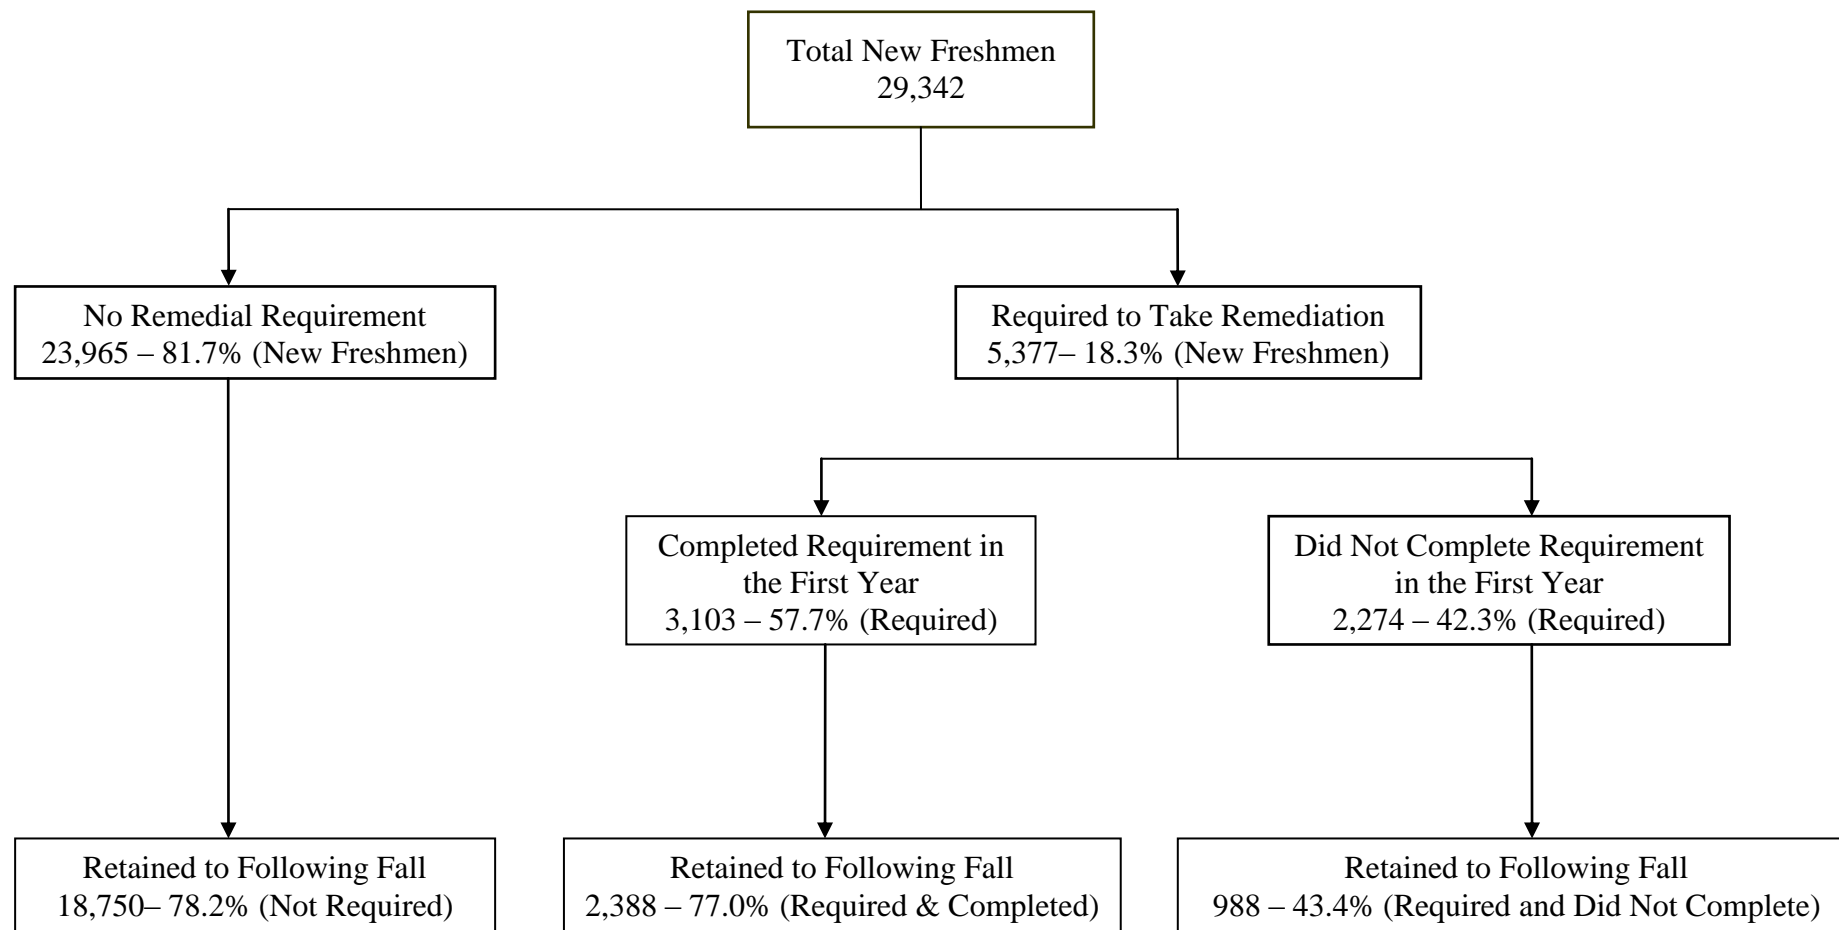 Total New Freshmen
29,342
No Remedial Requirement
23,965 – 81.7% (New Freshmen)
Required to Take Remediation
5,377– 18.3% (New Freshmen)
Completed Requirement in
the First Year
3,103 – 57.7% (Required)
Did Not Complete Requirement
in the First Year
2,274 – 42.3% (Required)
Retained to Following Fall
18,750– 78.2% (Not Required)
Retained to Following Fall
2,388 – 77.0% (Required & Completed)
Retained to Following Fall
988 – 43.4% (Required and Did Not Complete)